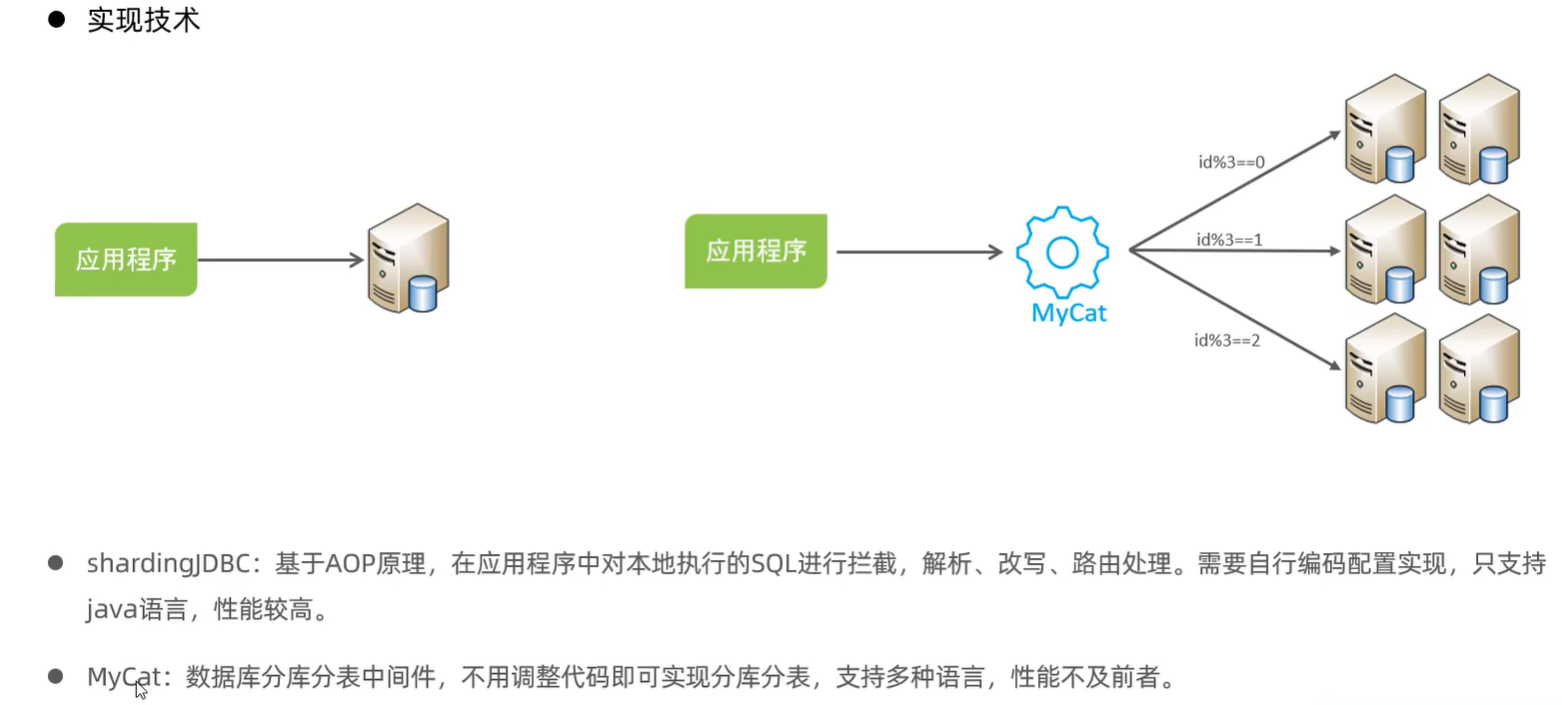 实现技术
id%3==0
应用程序
应用程序
id%3==1
MyCat
id%3==2
shardingJDBC：基于AOP原理，在应用程序中对本地执行的SQL进行拦截，解析、改写、路由处理。需要自行编码配置实现，只支持
java语言，性能较高。
MyCat：数据库分库分表中间件，不用调整代码即可实现分库分表，支持多种语言，性能不及前者。